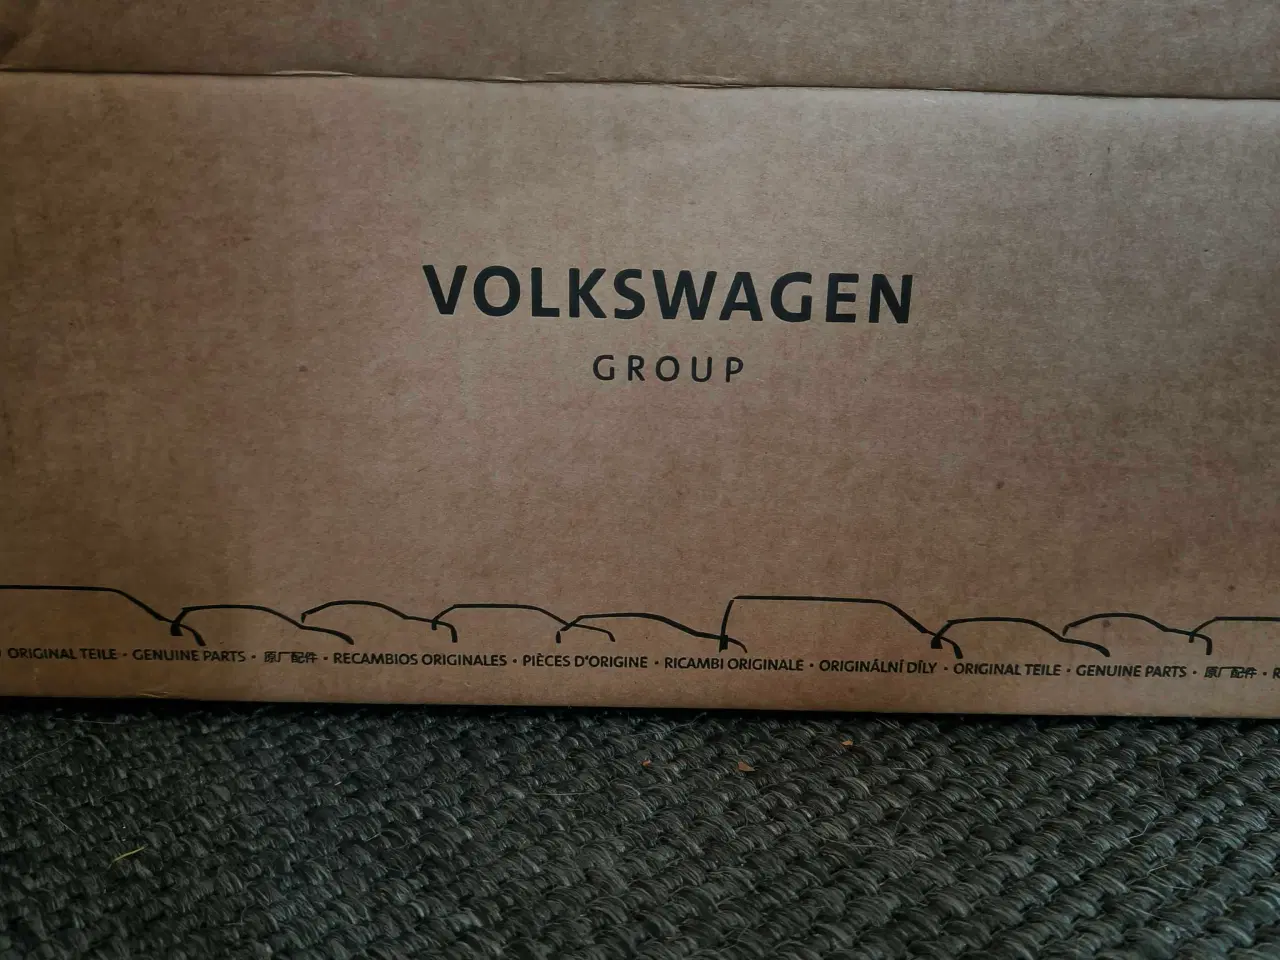 VOLKSWAGEN
GROUP
ORIGINAL TEILE · GENUINE PARTS · 原厂配件 · RECAMBIOS ORIGINALES · PIÈCES D'ORIGINE · RICAMBI ORIGINALE · ORIGINÁLNÍ DÍLY · ORIGINAL TEILE · GENUINE PARTS · 原厂配件 ·